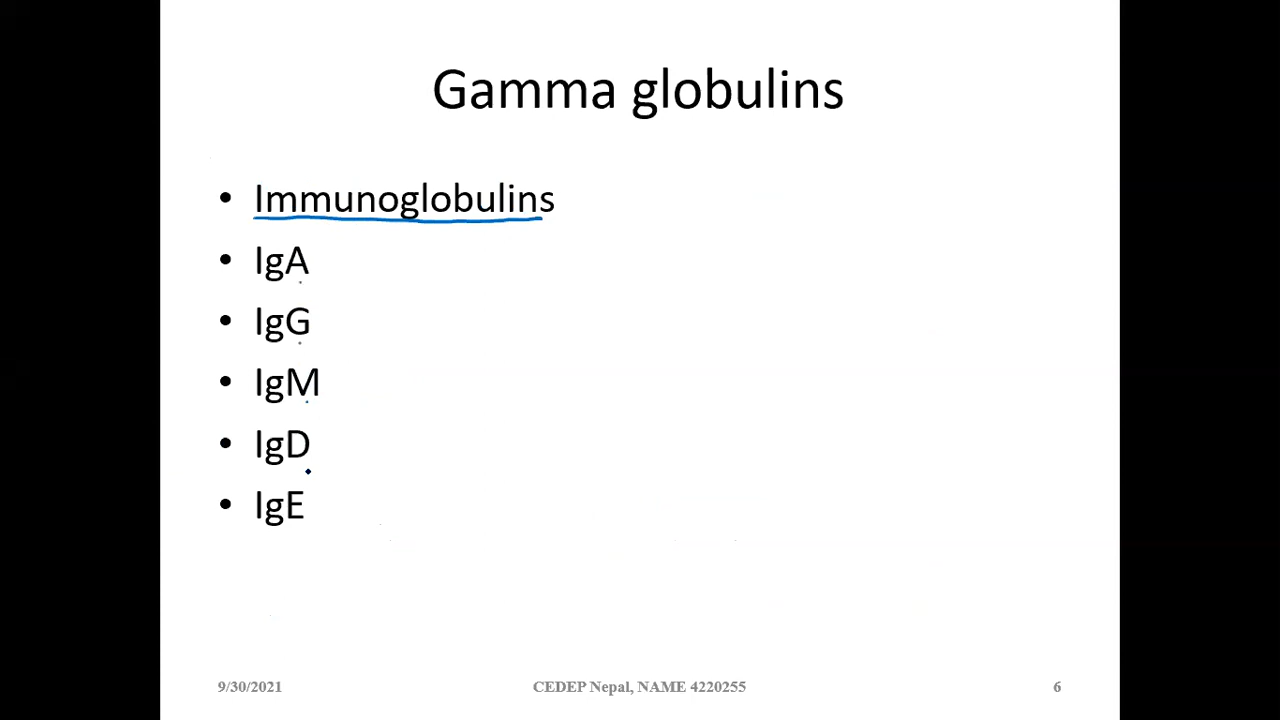 Gamma globulins
• Immunoglobulins
• IgA
• IgG
• IgM
• IgD
• IgE
9/30/2021 CEDEP Nepal, NAME 4220255 6